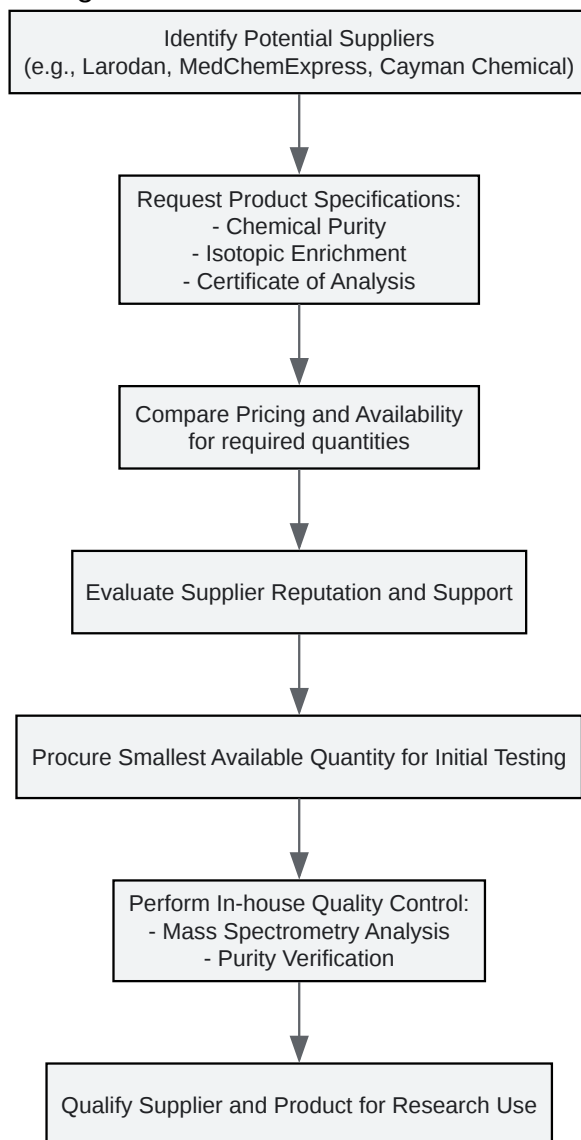 Identify Potential Suppliers
(e.g., Larodan, MedChemExpress, Cayman Chemical)
Request Product Specifications:
- Chemical Purity
- Isotopic Enrichment
- Certificate of Analysis
Compare Pricing and Availability
for required quantities
Evaluate Supplier Reputation and Support
Procure Smallest Available Quantity for Initial Testing
Perform In-house Quality Control:
- Mass Spectrometry Analysis
- Purity Verification
Qualify Supplier and Product for Research Use